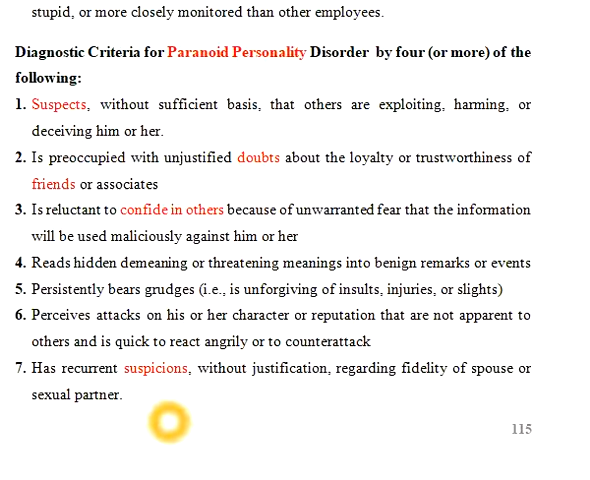 stupid, or more closely monitored than other employees.
Diagnostic Criteria for Paranoid Personality Disorder by four (or more) of the
following:
1. Suspects, without sufficient basis, that others are exploiting, harming, or
deceiving him or her.
2. Is preoccupied with unjustified doubts about the loyalty or trustworthiness of
friends or associates
3. Is reluctant to confide in others because of unwarranted fear that the information
will be used maliciously against him or her
4. Reads hidden demeaning or threatening meanings into benign remarks or events
5. Persistently bears grudges (i.e., is unforgiving of insults, injuries, or slights)
6. Perceives attacks on his or her character or reputation that are not apparent to
others and is quick to react angrily or to counterattack
7. Has recurrent suspicions, without justification, regarding fidelity of spouse or
sexual partner.
115